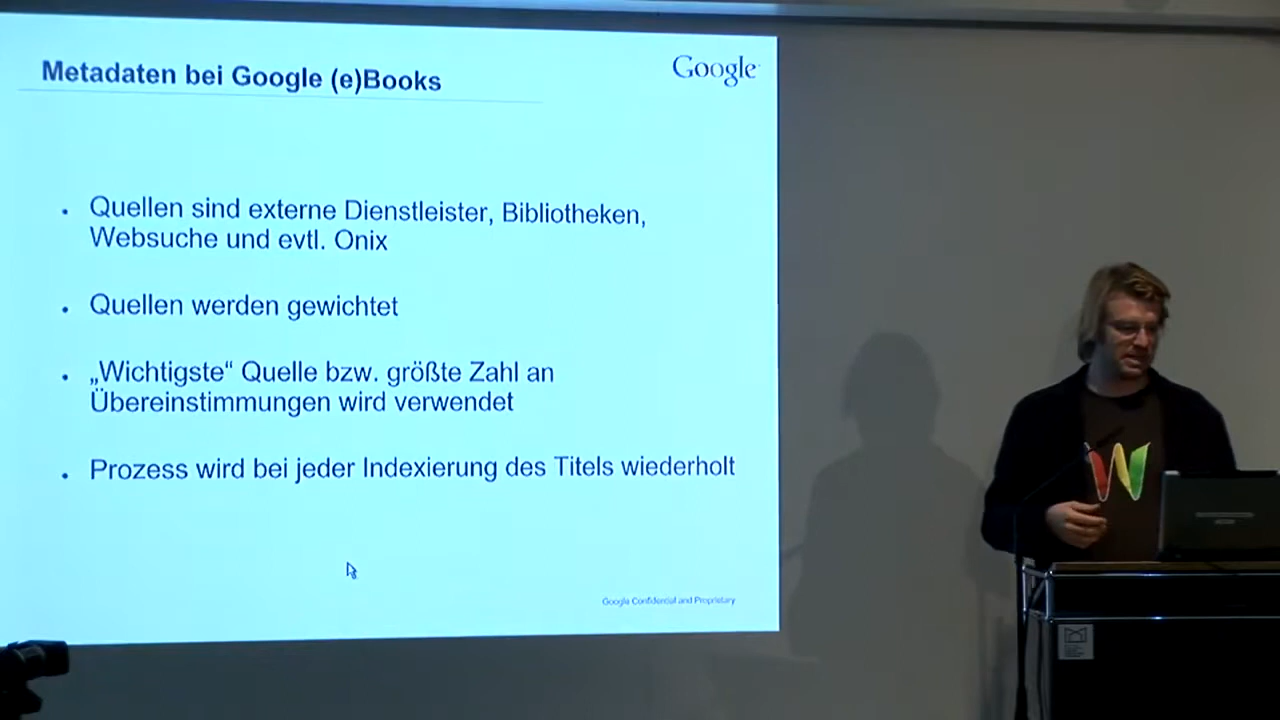 Metadaten bei Google (e)Books
Google
• Quellen sind externe Dienstleister, Bibliotheken,
Websuche und evtl. Onix
• Quellen werden gewichtet
• „Wichtigste“ Quelle bzw. größte Zahl an
Übereinstimmungen wird verwendet
• Prozess wird bei jeder Indexierung des Titels wiederholt
Google Confidential and Proprietary
W